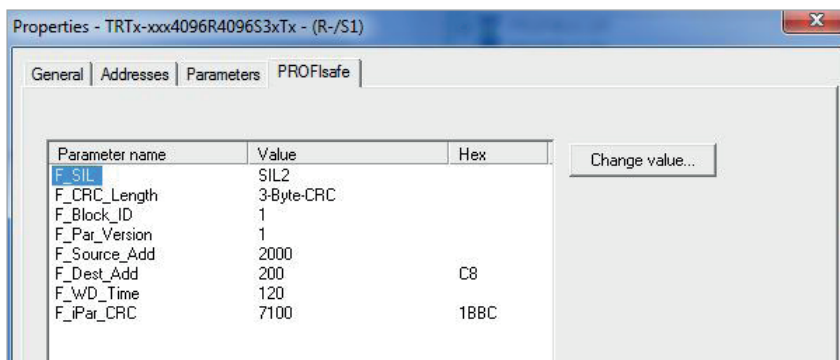 Properties - TRTx-xxx4096R4096S3xTx - (R-/S1)
General Addresses Parameters PROFIsafe
Parameter name Value Hex
Change value...
F_SIL SIL2
F_CRC_Length 3-Byte-CRC
F_Block_ID 1
F_Par_Version 1
F_Source_Add 2000
F_Dest_Add 200 C8
F_WD_Time 120
F_iPar_CRC 7100 1BBC